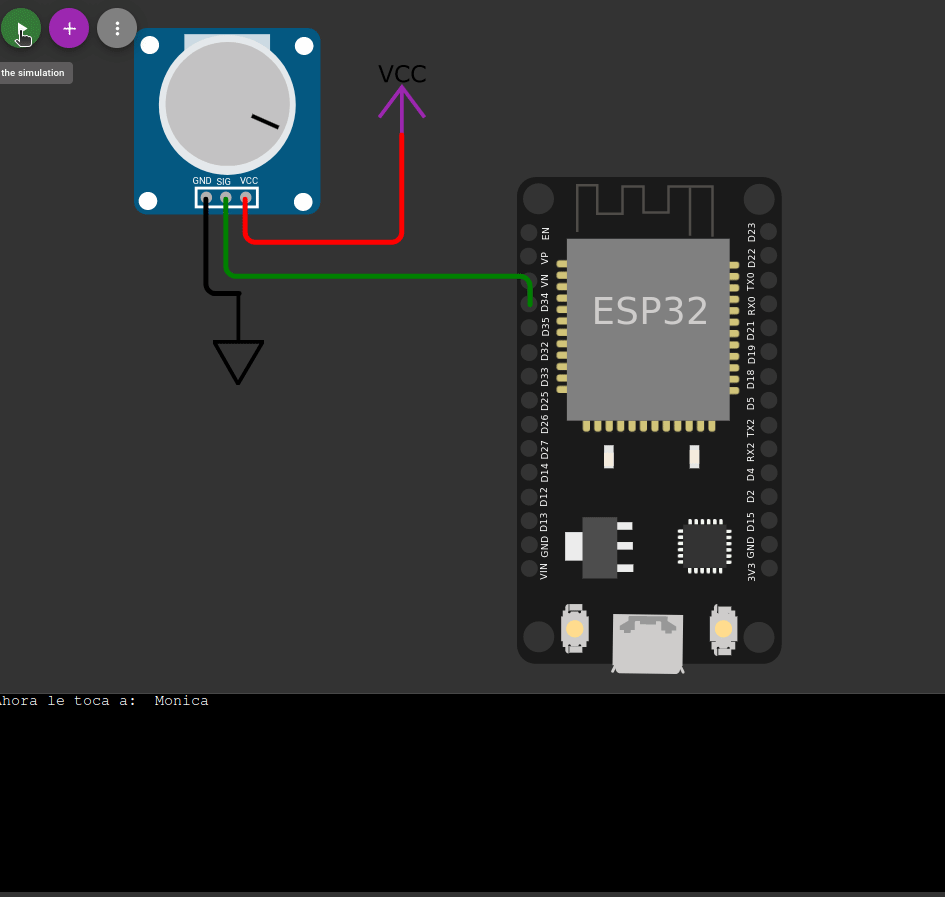 the simulation
VCC
GND SIG VCC
ESP32
EN
VP
VN
D34
D35
D32
D33
D25
D26
D27
D14
D12
D13
GND
VIN
D23
D22
TX0
RX0
D21
D19
D18
D5
TX2
RX2
D4
D2
D15
GND
3V3
Ahora le toca a:  Monica